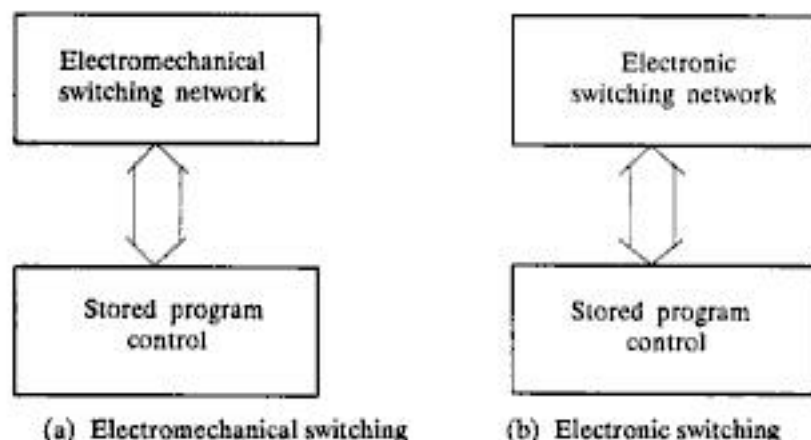 Electromechanical
switching network
Stored program
control
(a) Electromechanical switching
Electronic
switching network
Stored program
control
(b) Electronic switching